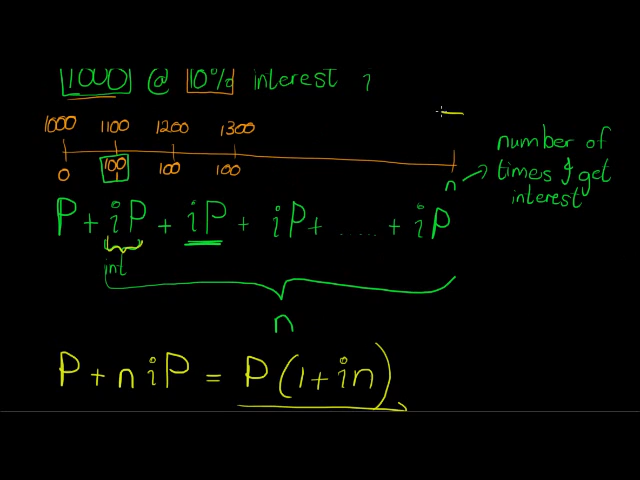 1000 @ 10% interest ,
1000 1100 1200 1300
0 100 100 100 n
number of
times I get
interest
P + iP + iP + iP + ...... + iP
int
n
P + niP = P(1+in)